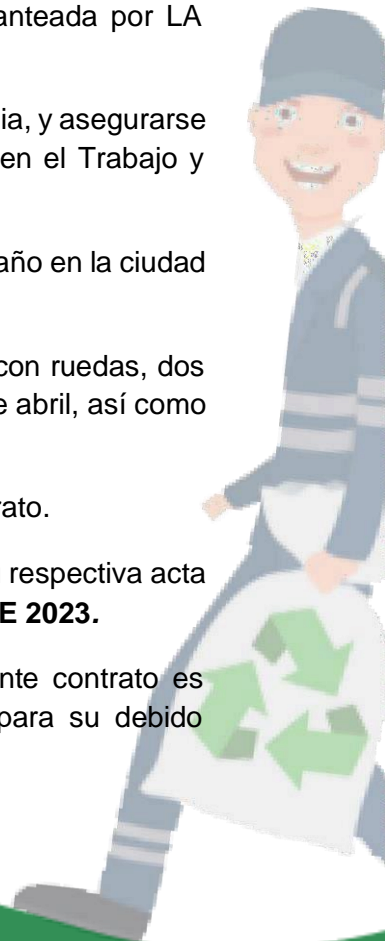 anteada por LA
ia, y asegurarse
en el Trabajo y
año en la ciudad
con ruedas, dos
e abril, así como
rato.
respectiva acta
E 2023.
nte contrato es
para su debido